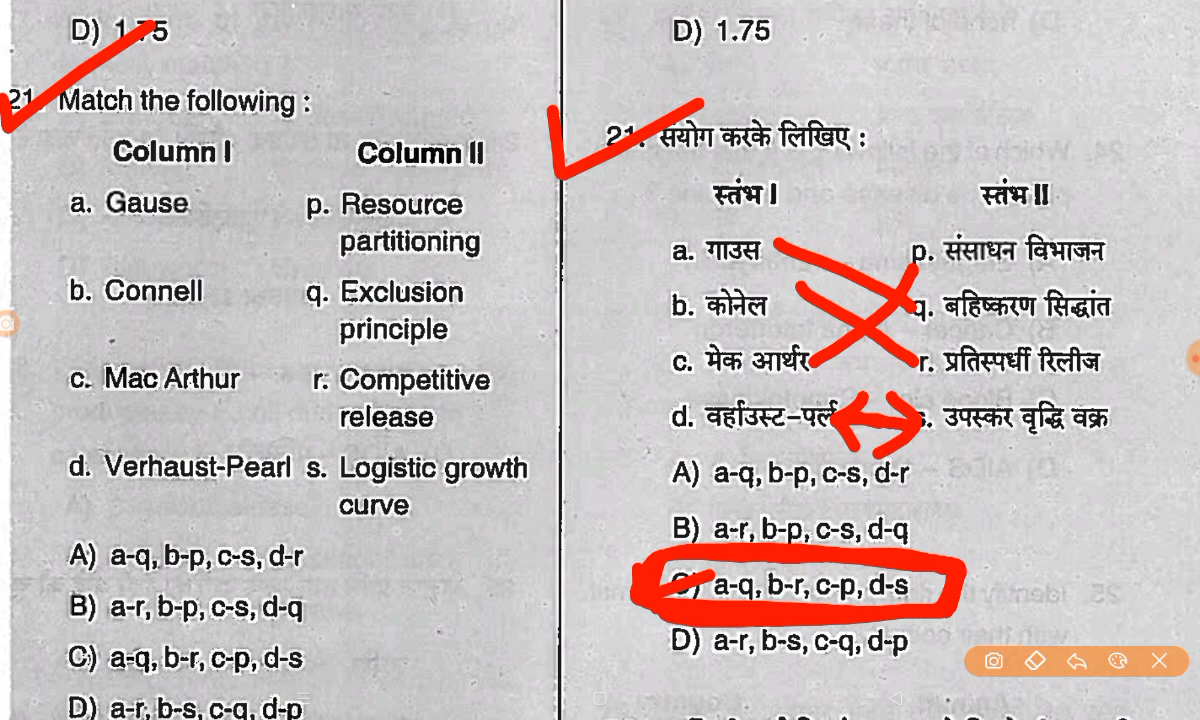 D) 1.75
21. Match the following :
Column I Column II
a. Gause p. Resource
partitioning
b. Connell q. Exclusion
principle
c. Mac Arthur r. Competitive
release
d. Verhaust-Pearl s. Logistic growth
curve
A) a-q, b-p, c-s, d-r
B) a-r, b-p, c-s, d-q
C) a-q, b-r, c-p, d-s
D) a-r, b-s, c-q, d-p
D) 1.75
21. संयोग करके लिखिए :
स्तंभ I स्तंभ II
a. गाउस p. संसाधन विभाजन
b. कोनेल q. बहिष्करण सिद्धांत
c. मेक आर्थर r. प्रतिस्पर्धी रिलीज
d. वर्हाउस्ट-पर्ल s. उपस्कर वृद्धि वक्र
A) a-q, b-p, c-s, d-r
B) a-r, b-p, c-s, d-q
C) a-q, b-r, c-p, d-s
D) a-r, b-s, c-q, d-p